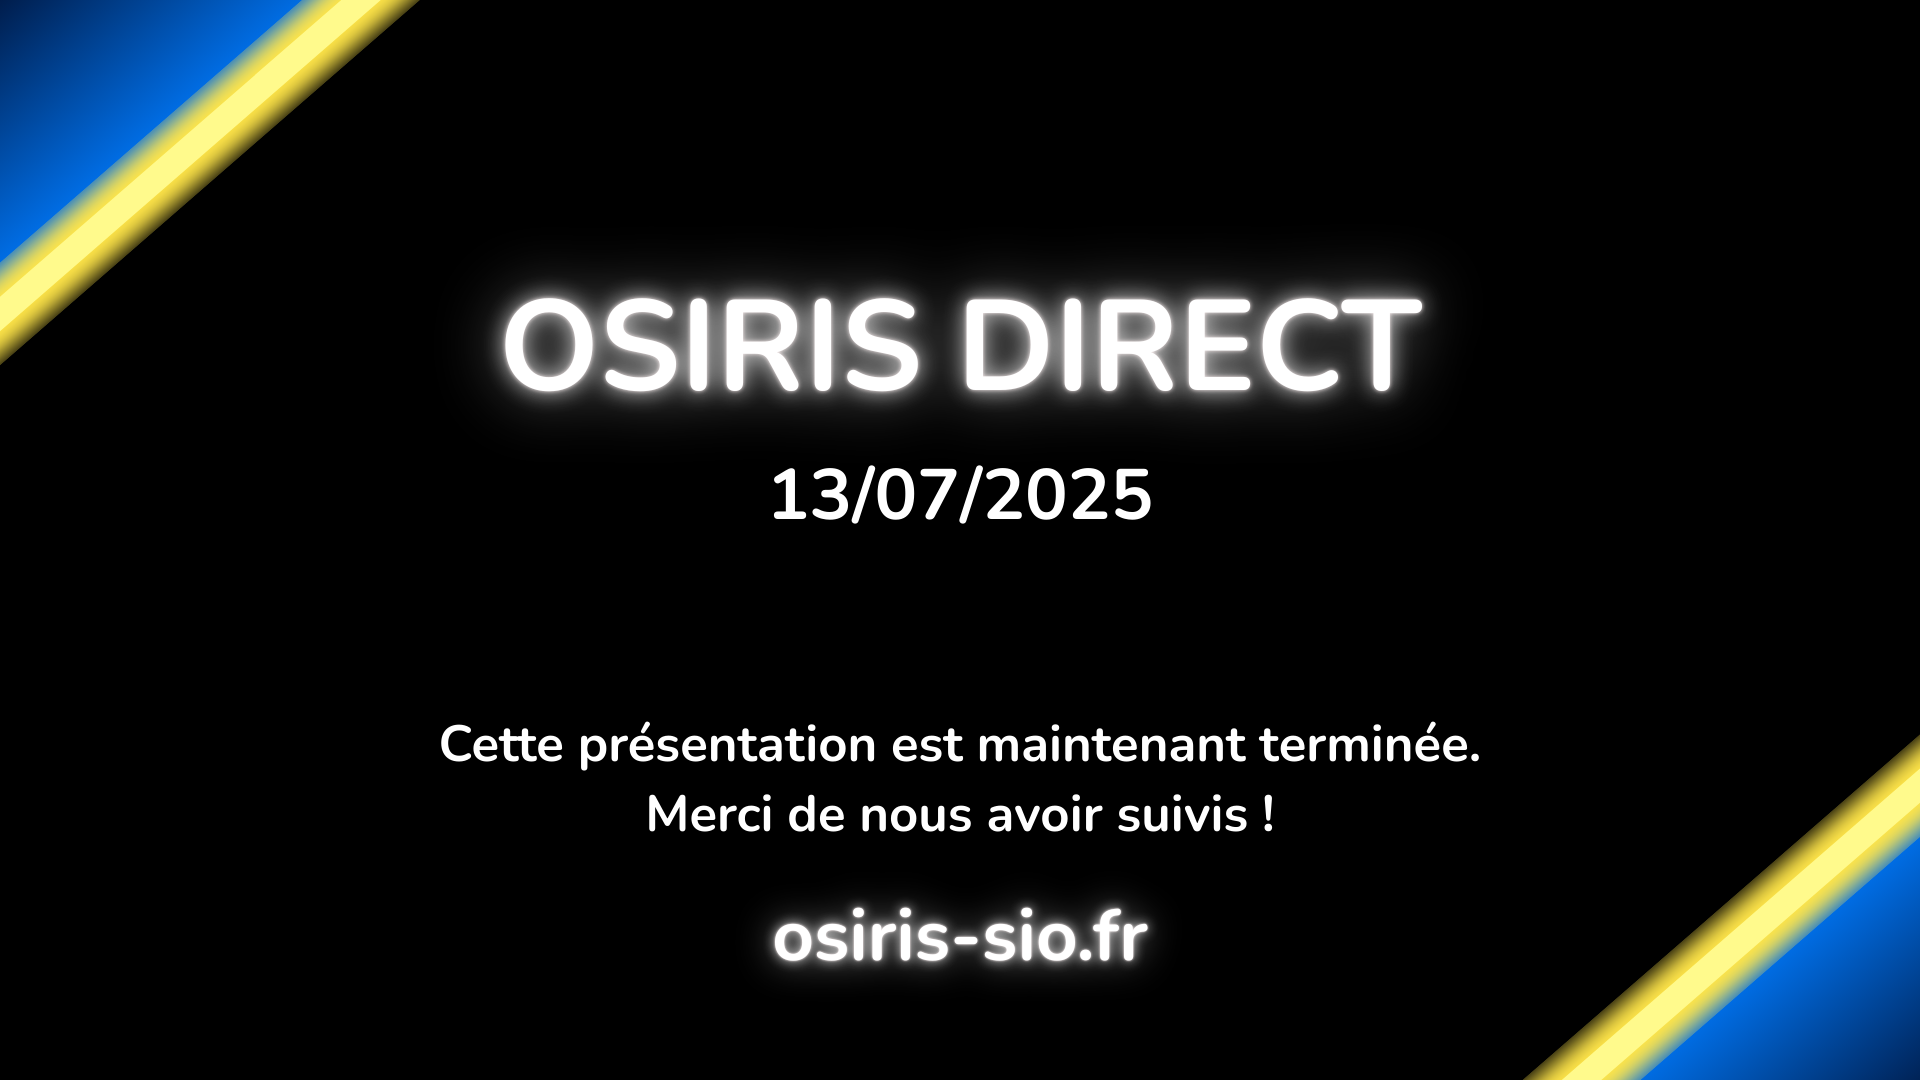 OSIRIS DIRECT
13/07/2025
Cette présentation est maintenant terminée.
Merci de nous avoir suivis !
osiris-sio.fr